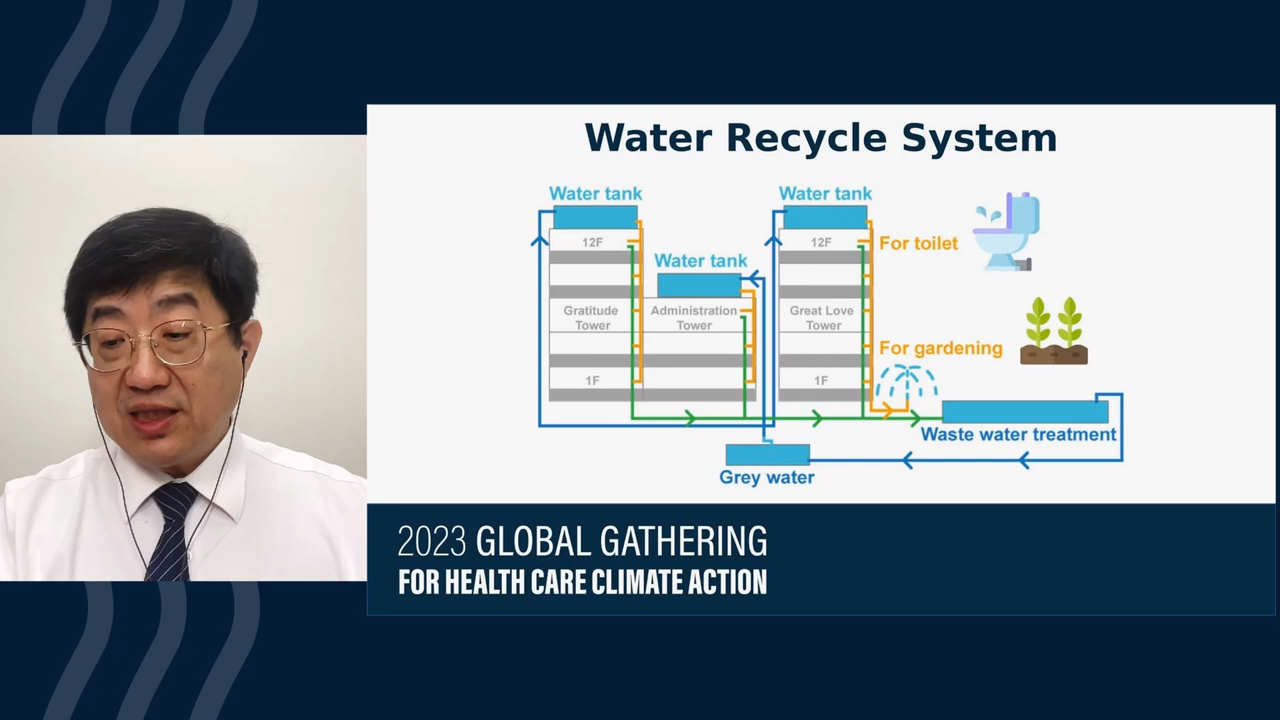 Water Recycle System
Water tank
Water tank
12F
12F
For toilet
Water tank
Gratitude
Tower
Administration
Tower
Great Love
Tower
For gardening
1F
1F
Waste water treatment
Grey water
2023 GLOBAL GATHERING
FOR HEALTH CARE CLIMATE ACTION